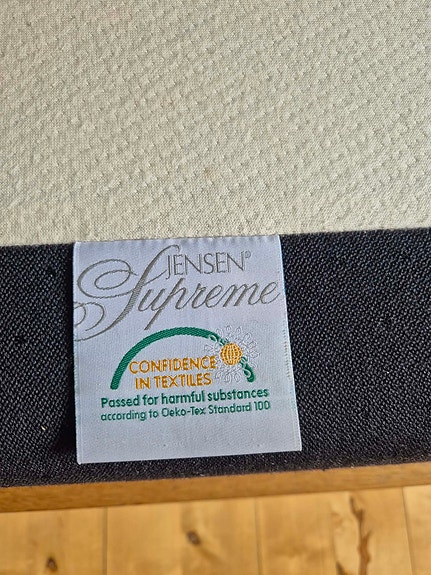 JENSEN®
Supreme
CONFIDENCE
IN TEXTILES
Passed for harmful substances
according to Oeko-Tex Standard 100